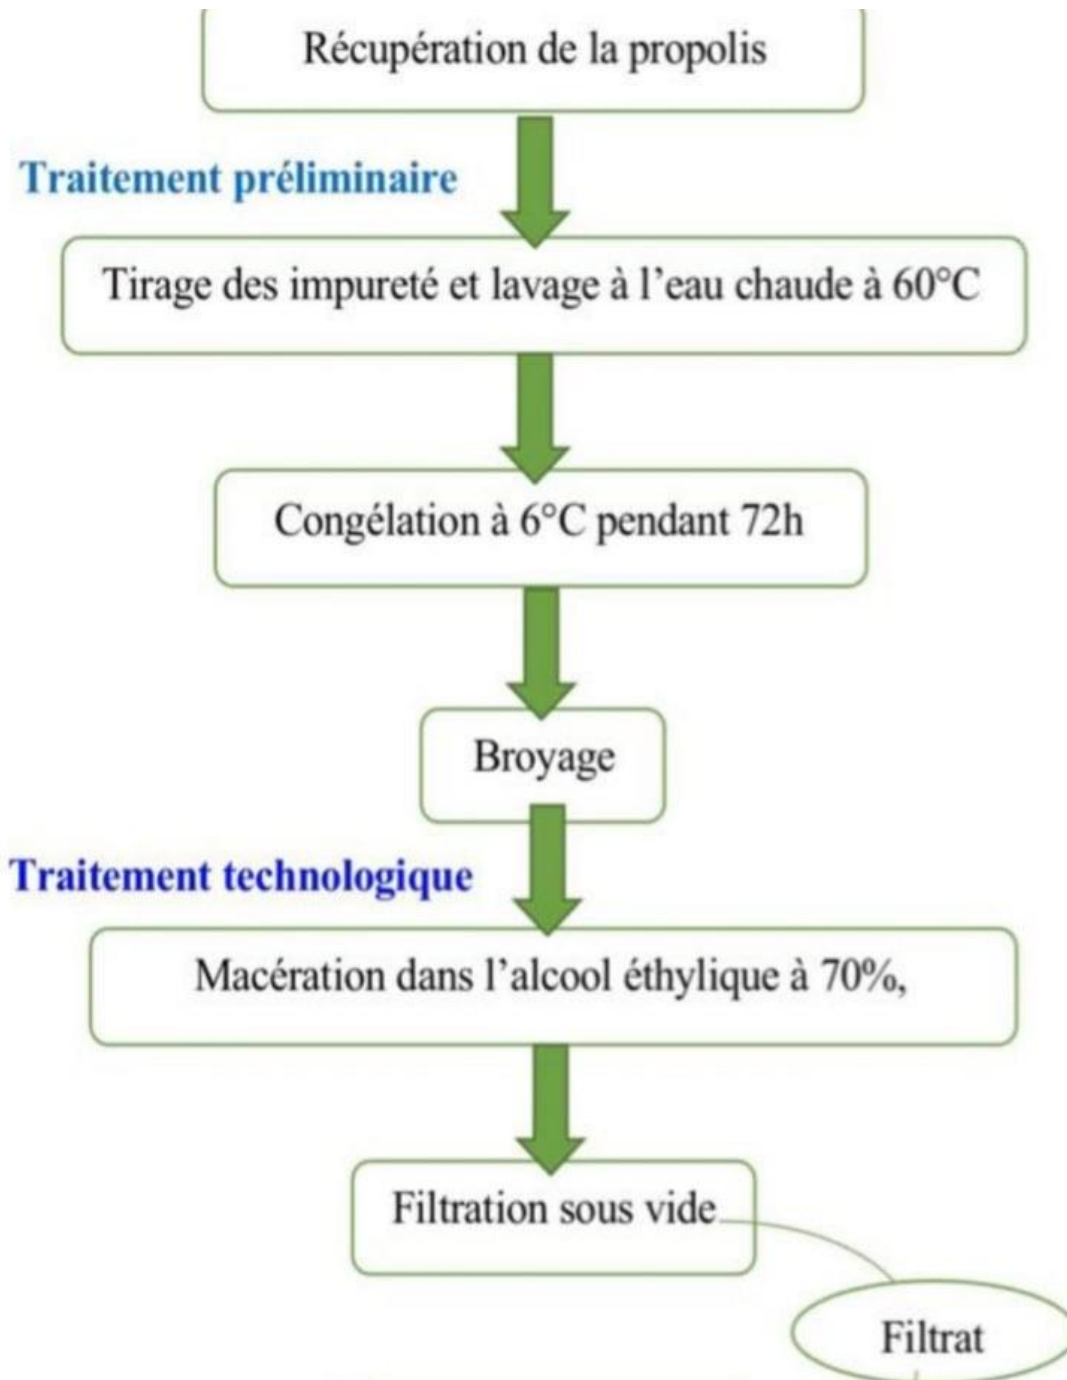 Récupération de la propolis
Traitement préliminaire
Tirage des impureté et lavage à l’eau chaude à 60°C
Congélation à 6°C pendant 72h
Broyage
Traitement technologique
Macération dans l’alcool éthylique à 70%,
Filtration sous vide
Filtrat